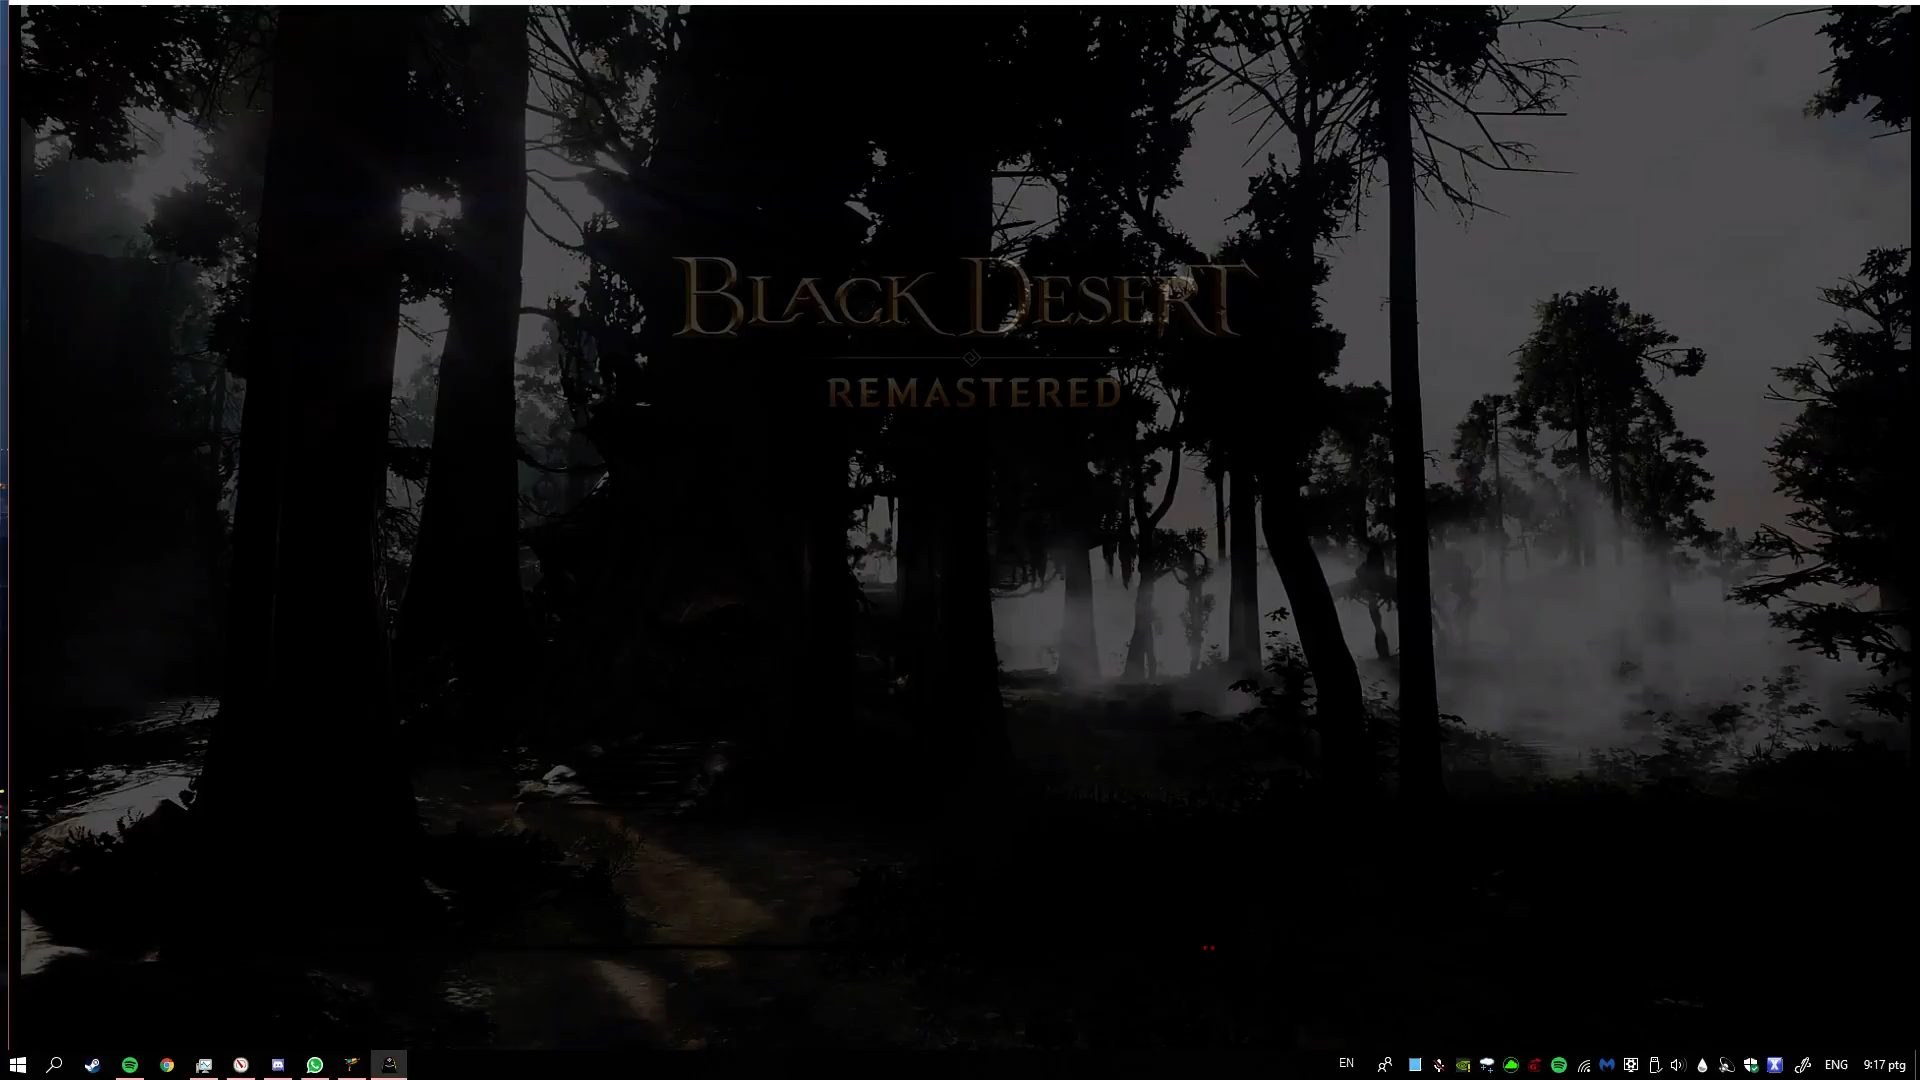 BLACK DESERT
REMASTERED
EN
ENG
9:17 ptg